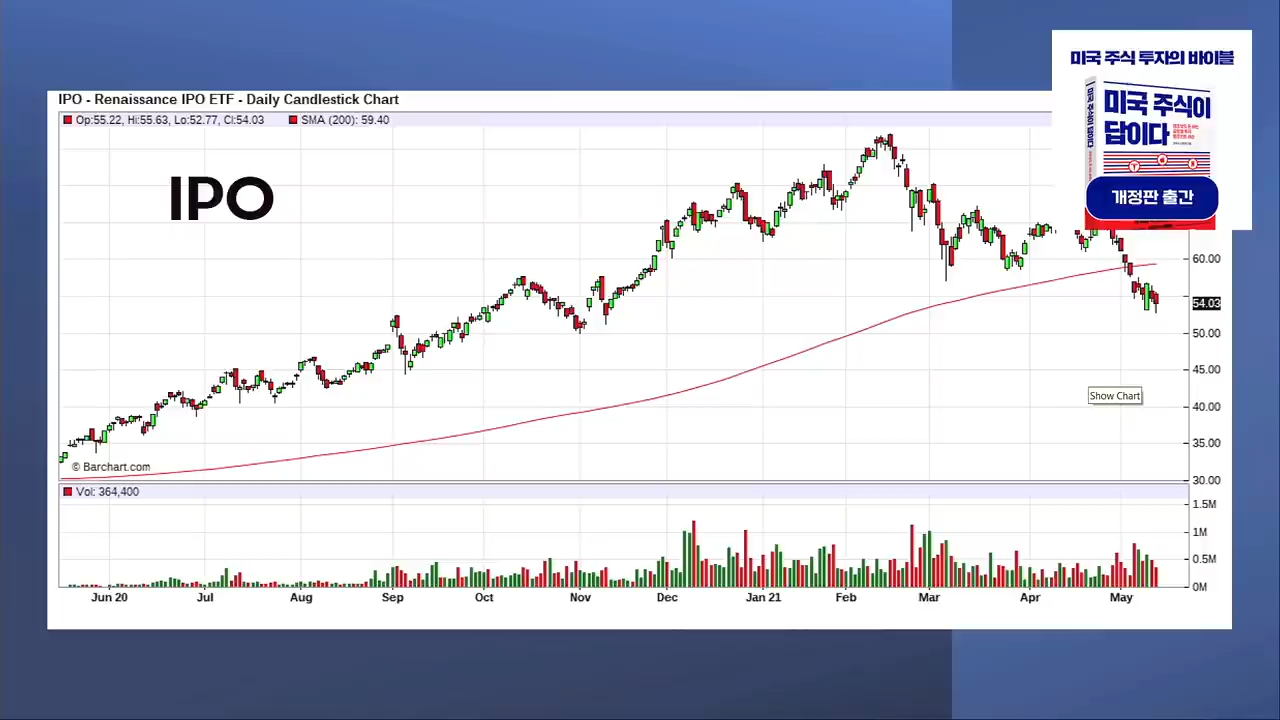 미국 주식 투자의 바이블
IPO - Renaissance IPO ETF - Daily Candlestick Chart
미국 주식이
답이다
Op:55.22, Hi:55.63, Lo:52.77, Cl:54.03 SMA (200): 59.40
IPO
개정판 출간
60.00
54.03
50.00
45.00
Show Chart
40.00
35.00
© Barchart.com
30.00
Vol: 364,400
1.5M
1M
0.5M
0M
Jun 20 Jul Aug Sep Oct Nov Dec Jan 21 Feb Mar Apr May